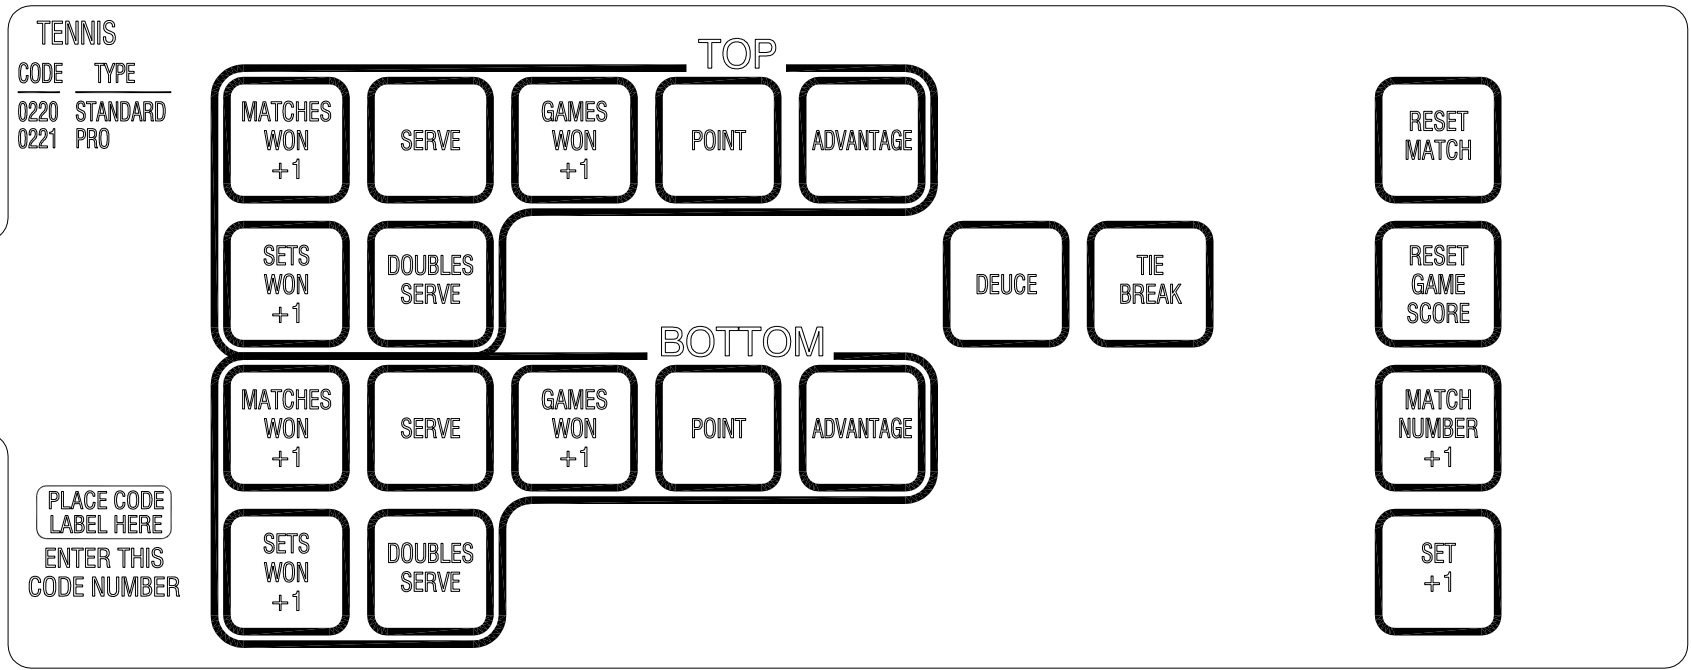 TENNIS
CODE TYPE
0220 STANDARD
0221 PRO
TOP
MATCHES
WON
+1
SERVE
GAMES
WON
+1
POINT
ADVANTAGE
SETS
WON
+1
DOUBLES
SERVE
DEUCE
TIE
BREAK
BOTTOM
MATCHES
WON
+1
SERVE
GAMES
WON
+1
POINT
ADVANTAGE
SETS
WON
+1
DOUBLES
SERVE
RESET
MATCH
RESET
GAME
SCORE
MATCH
NUMBER
+1
SET
+1
PLACE CODE
LABEL HERE
ENTER THIS
CODE NUMBER